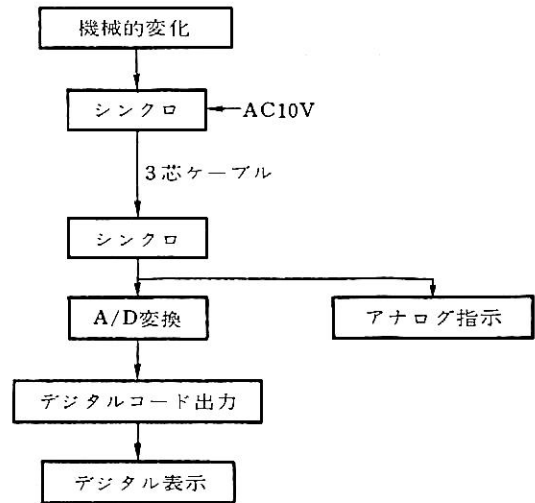 機械的変化
シンクロ
AC10V
3芯ケーブル
シンクロ
A/D変換
アナログ指示
デジタルコード出力
デジタル表示